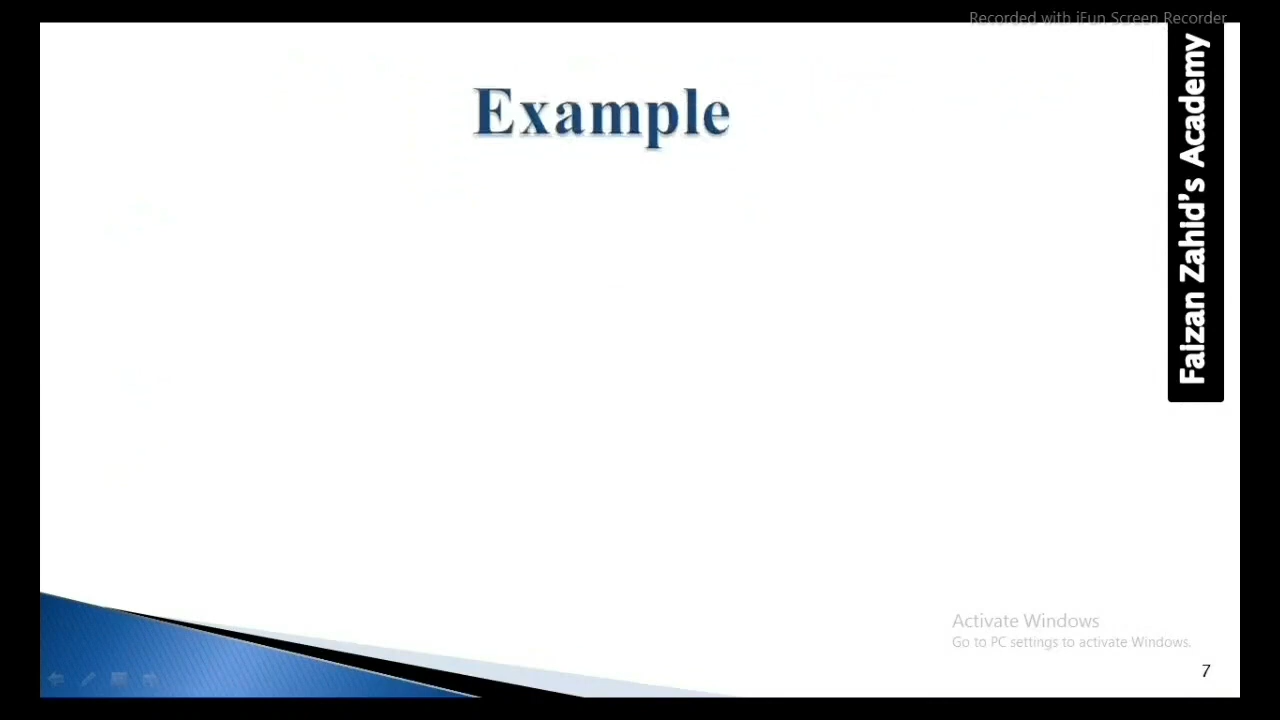 Recorded with iFun Screen Recorder
Example
Faizan Zahid's Academy
Activate Windows
Go to PC settings to activate Windows.
7